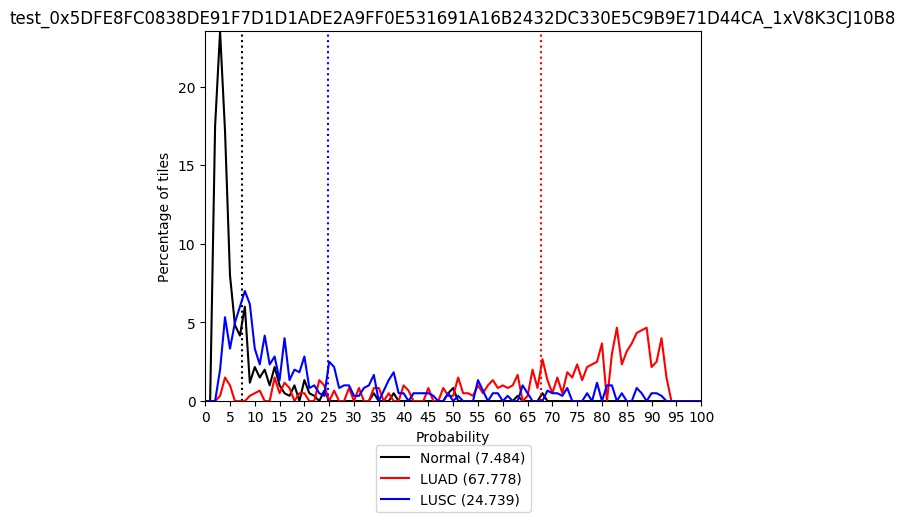 test_0x5DFE8FC0838DE91F7D1D1ADE2A9FF0E531691A16B2432DC330E5C9B9E71D44CA_1xV8K3CJ10B8
20
15
10
5
0
Percentage of tiles
0 5 10 15 20 25 30 35 40 45 50 55 60 65 70 75 80 85 90 95 100
Probability
Normal (7.484)
LUAD (67.778)
LUSC (24.739)